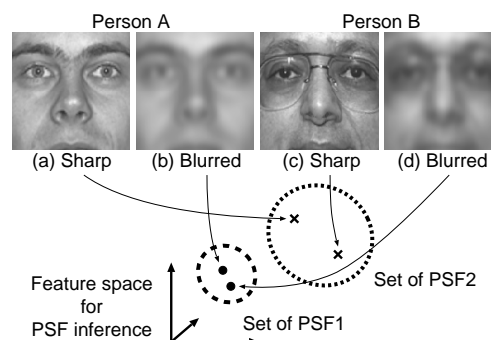 Person A
Person B
(a) Sharp
(b) Blurred
(c) Sharp
(d) Blurred
Feature space
for
PSF inference
Set of PSF2
Set of PSF1